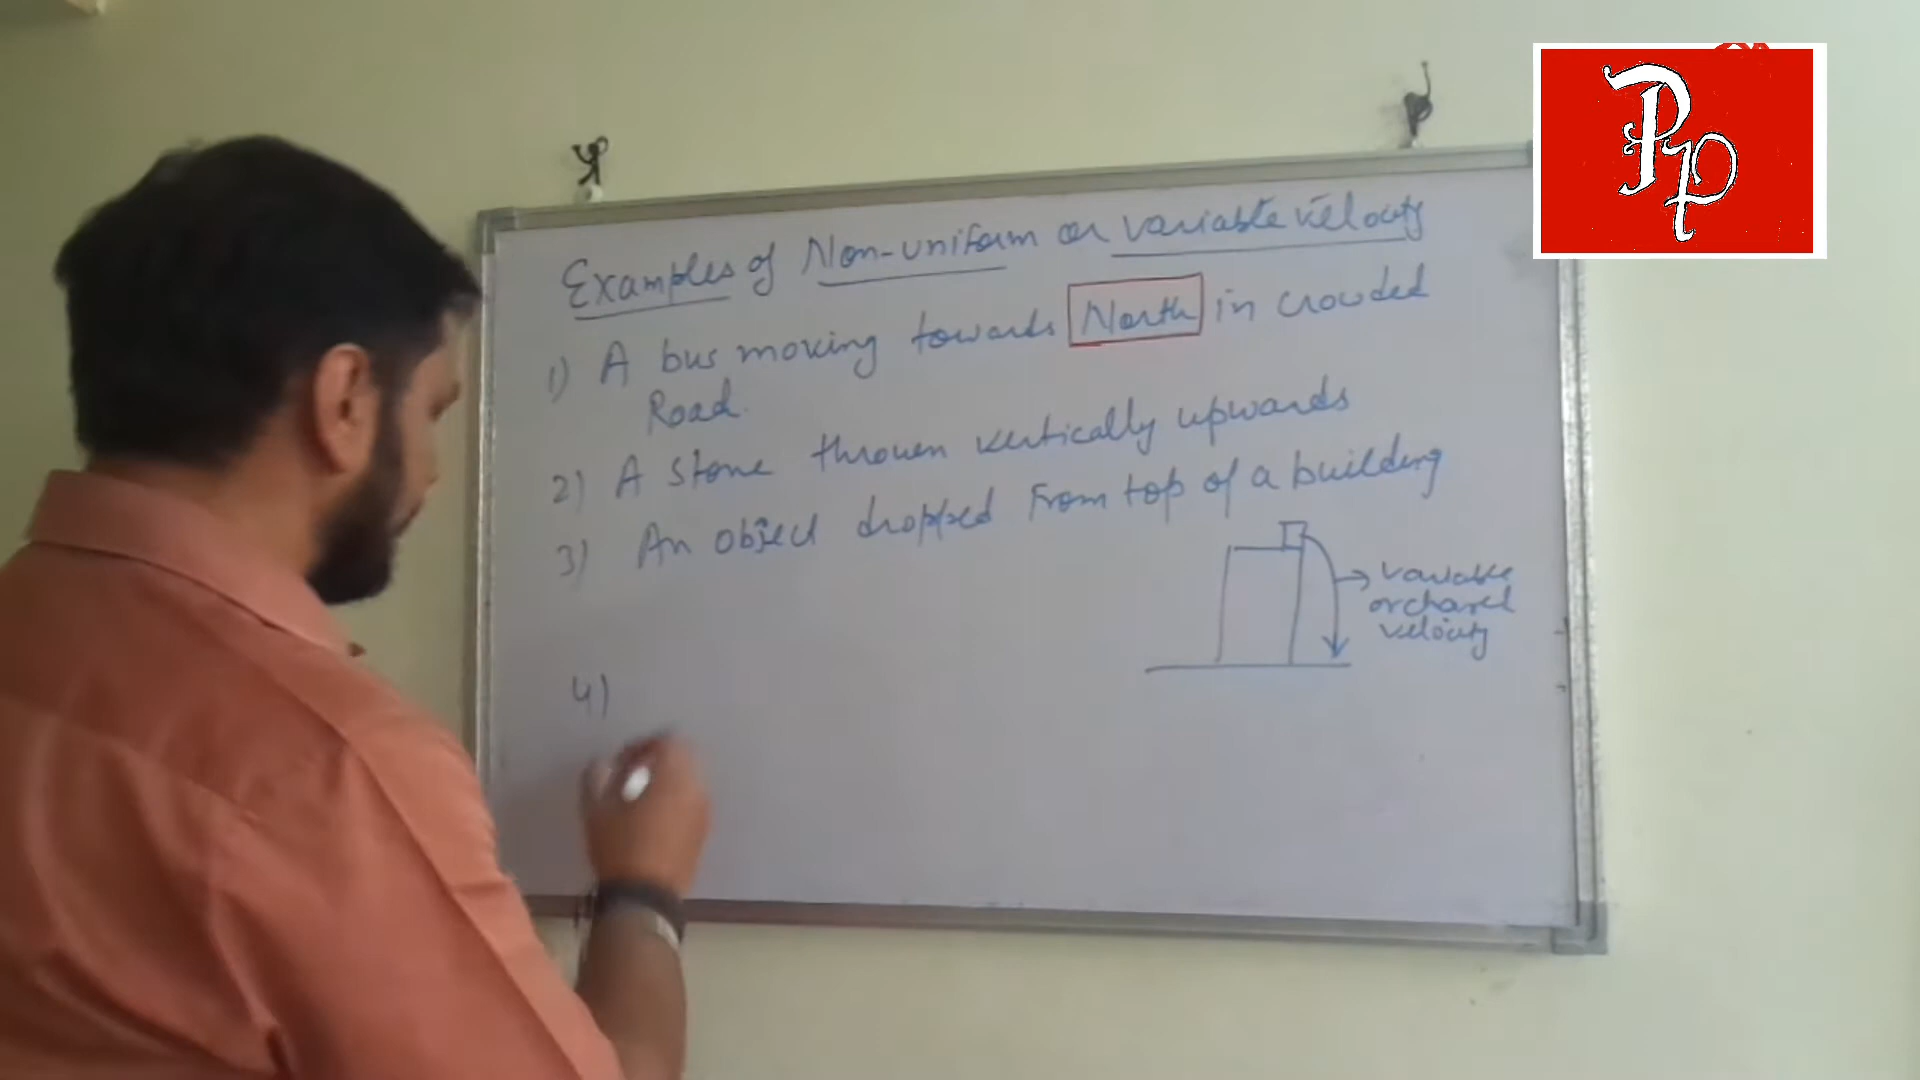 Examples of Non-uniform or variable velocity
1) A bus moving towards North in crowded
Road.
2) A stone thrown vertically upwards
3) An object dropped from top of a building
variable
or
velocity
4)
Pp